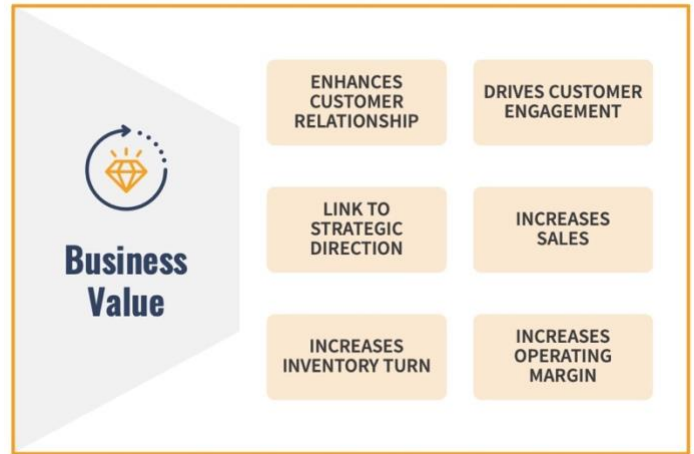 Business
Value
ENHANCES
CUSTOMER
RELATIONSHIP
DRIVES CUSTOMER
ENGAGEMENT
LINK TO
STRATEGIC
DIRECTION
INCREASES
SALES
INCREASES
INVENTORY TURN
INCREASES
OPERATING
MARGIN